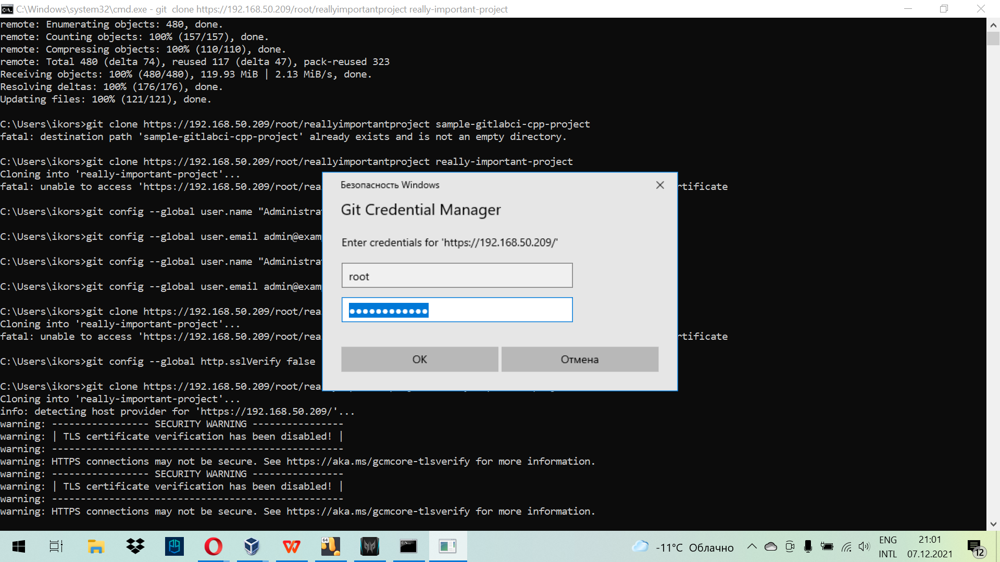 C:\Windows\system32\cmd.exe - git  clone https://192.168.50.209/root/reallyimportantproject really-important-project
remote: Enumerating objects: 480, done.
remote: Counting objects: 100% (157/157), done.
remote: Compressing objects: 100% (110/110), done.
remote: Total 480 (delta 74), reused 117 (delta 47), pack-reused 323
Receiving objects: 100% (480/480), 119.93 MiB | 2.13 MiB/s, done.
Resolving deltas: 100% (176/176), done.
Updating files: 100% (121/121), done.
C:\Users\ikors>git clone https://192.168.50.209/root/reallyimportantproject sample-gitlabci-cpp-project
fatal: destination path 'sample-gitlabci-cpp-project' already exists and is not an empty directory.
C:\Users\ikors>git clone https://192.168.50.209/root/reallyimportantproject really-important-project
Cloning into 'really-important-project'...
fatal: unable to access 'https://192.168.50.209/root/rea rtificate
C:\Users\ikors>git config --global user.name "Administra
C:\Users\ikors>git config --global user.email admin@exam
C:\Users\ikors>git config --global user.name "Administra
C:\Users\ikors>git config --global user.email admin@exam
C:\Users\ikors>git clone https://192.168.50.209/root/rea
Cloning into 'really-important-project'...
fatal: unable to access 'https://192.168.50.209/root/rea rtificate
C:\Users\ikors>git config --global http.sslVerify false
C:\Users\ikors>git clone https://192.168.50.209/root/rea
Cloning into 'really-important-project'...
info: detecting host provider for 'https://192.168.50.209/'...
warning: ----------------- SECURITY WARNING ----------------
warning: | TLS certificate verification has been disabled! |
warning: ---------------------------------------------------
warning: HTTPS connections may not be secure. See https://aka.ms/gcmcore-tlsverify for more information.
warning: ----------------- SECURITY WARNING ----------------
warning: | TLS certificate verification has been disabled! |
warning: ---------------------------------------------------
warning: HTTPS connections may not be secure. See https://aka.ms/gcmcore-tlsverify for more information.
Безопасность Windows
Git Credential Manager
Enter credentials for 'https://192.168.50.209/'
root
●●●●●●●●●●●●
OK
Отмена
64
-11°C Облачно
ENG
INTL
21:01
07.12.2021
12